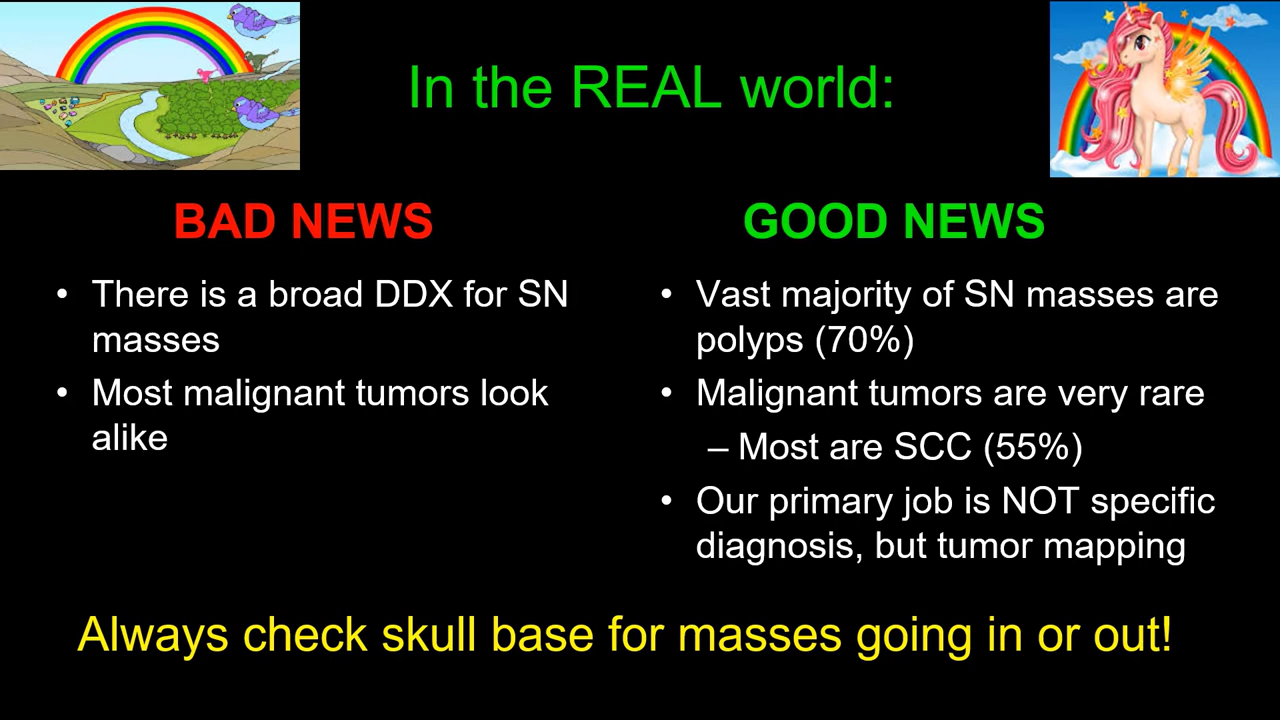 In the REAL world:
BAD NEWS
• There is a broad DDX for SN
masses
• Most malignant tumors look
alike
GOOD NEWS
• Vast majority of SN masses are
polyps (70%)
• Malignant tumors are very rare
– Most are SCC (55%)
• Our primary job is NOT specific
diagnosis, but tumor mapping
Always check skull base for masses going in or out!